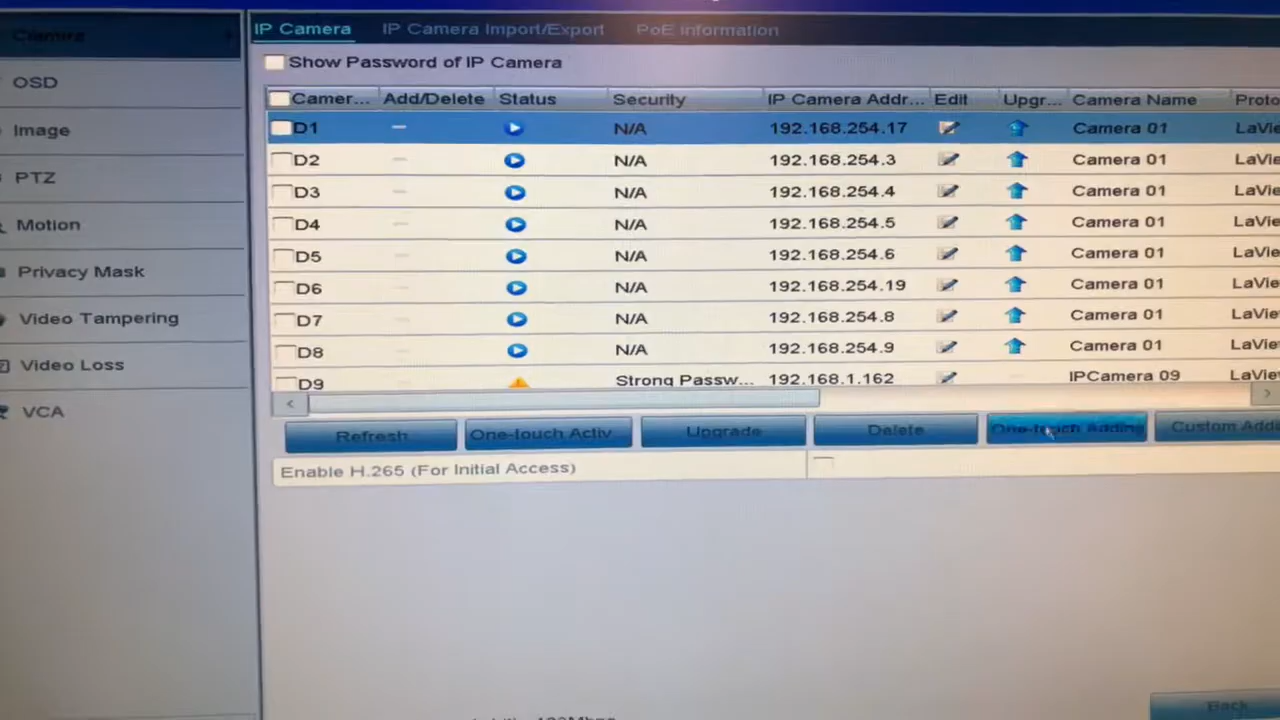 Camera
IP Camera IP Camera Import/Export PoE Information
Show Password of IP Camera
OSD
Image
PTZ
Motion
Privacy Mask
Video Tampering
Video Loss
VCA
Camer... Add/Delete Status Security IP Camera Addr... Edit Upgr... Camera Name Proto
D1 — N/A 192.168.254.17 Camera 01 LaVie
D2 — N/A 192.168.254.3 Camera 01 LaVie
D3 — N/A 192.168.254.4 Camera 01 LaVie
D4 — N/A 192.168.254.5 Camera 01 LaVie
D5 — N/A 192.168.254.6 Camera 01 LaVie
D6 — N/A 192.168.254.19 Camera 01 LaVie
D7 — N/A 192.168.254.8 Camera 01 LaVie
D8 — N/A 192.168.254.9 Camera 01 LaVie
D9 Strong Passw... 192.168.1.162 IPCamera 09 LaVie
< >
Refresh One-touch Activ... Upgrade Delete One-touch Adding Custom Addi
Enable H.265 (For Initial Access)
Back